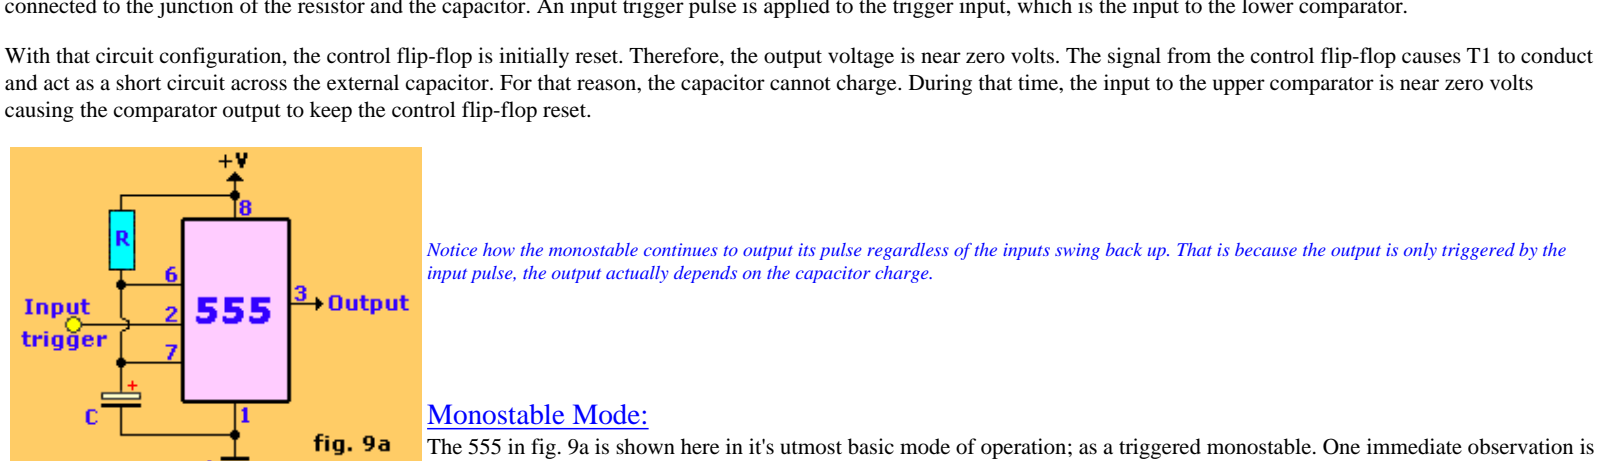 connected to the junction of the resistor and the capacitor. An input trigger pulse is applied to the trigger input, which is the input to the lower comparator.
With that circuit configuration, the control flip-flop is initially reset. Therefore, the output voltage is near zero volts. The signal from the control flip-flop causes T1 to conduct
and act as a short circuit across the external capacitor. For that reason, the capacitor cannot charge. During that time, the input to the upper comparator is near zero volts
causing the comparator output to keep the control flip-flop reset.
+V
8
R
6
Input
trigger
2
555
3
Output
7
+
C
1
fig. 9a
Notice how the monostable continues to output its pulse regardless of the inputs swing back up. That is because the output is only triggered by the
input pulse, the output actually depends on the capacitor charge.
Monostable Mode:
The 555 in fig. 9a is shown here in it's utmost basic mode of operation; as a triggered monostable. One immediate observation is